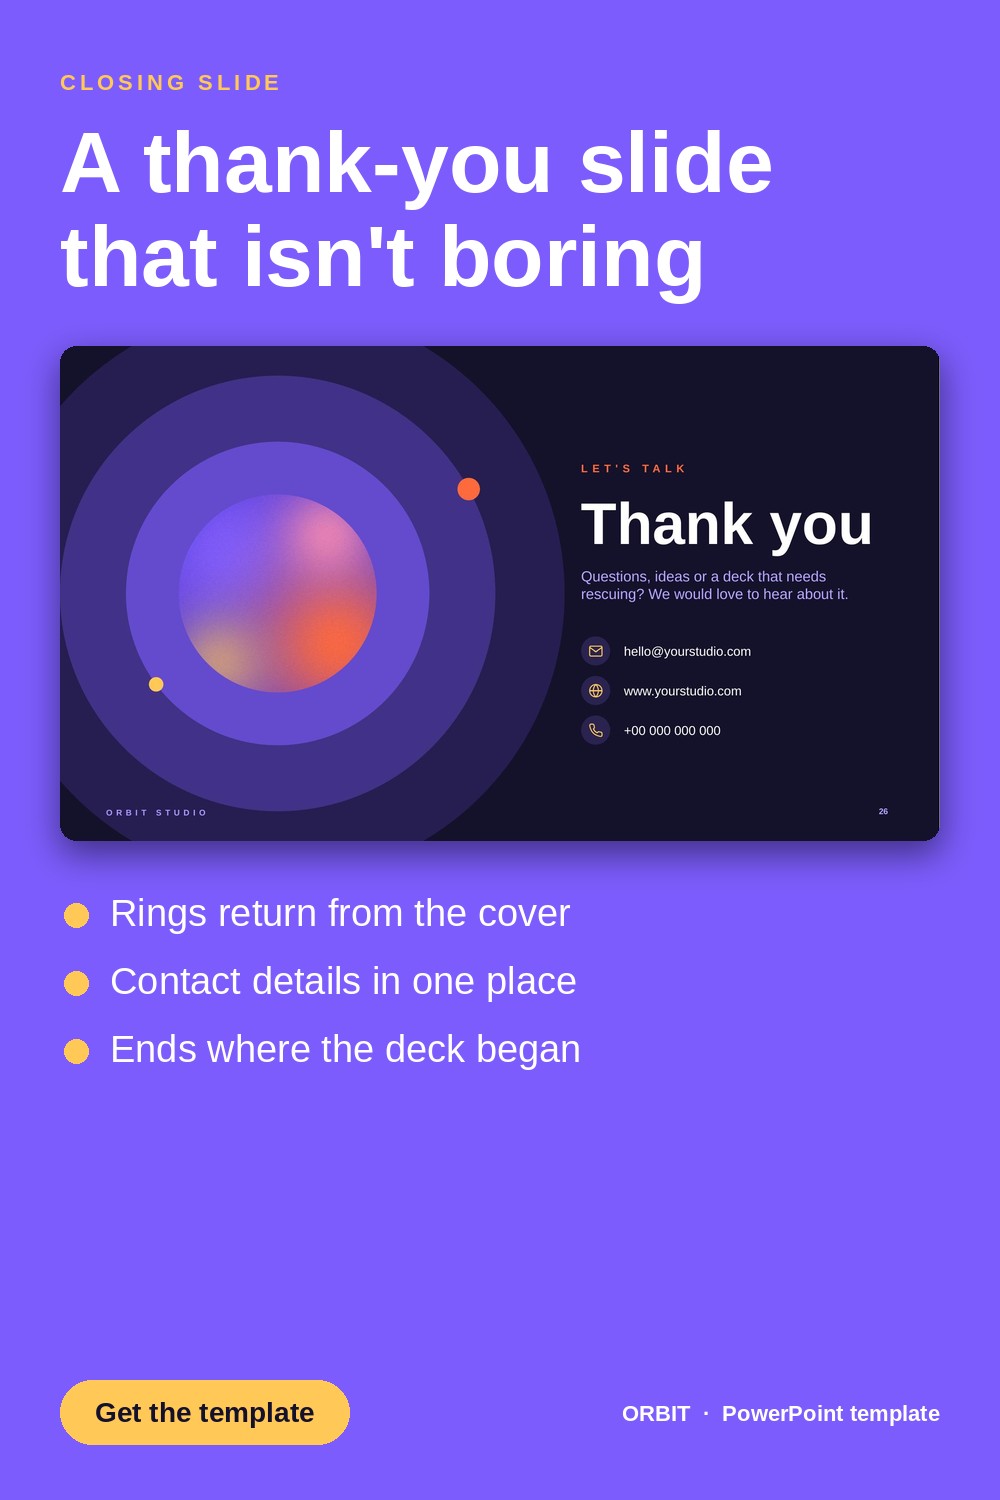 CLOSING SLIDE
A thank-you slide
that isn't boring
LET'S TALK
Thank you
Questions, ideas or a deck that needs
rescuing? We would love to hear about it.
hello@yourstudio.com
www.yourstudio.com
+00 000 000 000
ORBIT STUDIO
26
Rings return from the cover
Contact details in one place
Ends where the deck began
Get the template
ORBIT · PowerPoint template